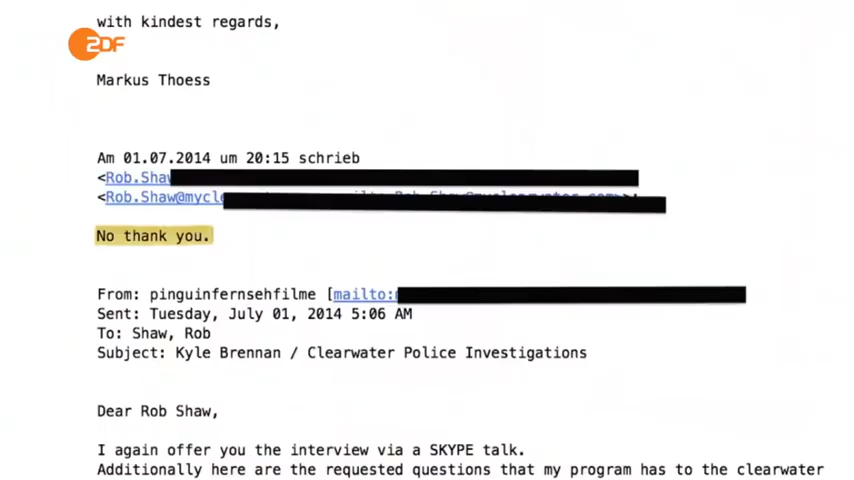 with kindest regards,
ZDF
Markus Thoess
Am 01.07.2014 um 20:15 schrieb
<Rob.Shaw
<Rob.Shaw@mycle
No thank you.
From: pinguinfernsehfilme [mailto:
Sent: Tuesday, July 01, 2014 5:06 AM
To: Shaw, Rob
Subject: Kyle Brennan / Clearwater Police Investigations
Dear Rob Shaw,
I again offer you the interview via a SKYPE talk.
Additionally here are the requested questions that my program has to the clearwater